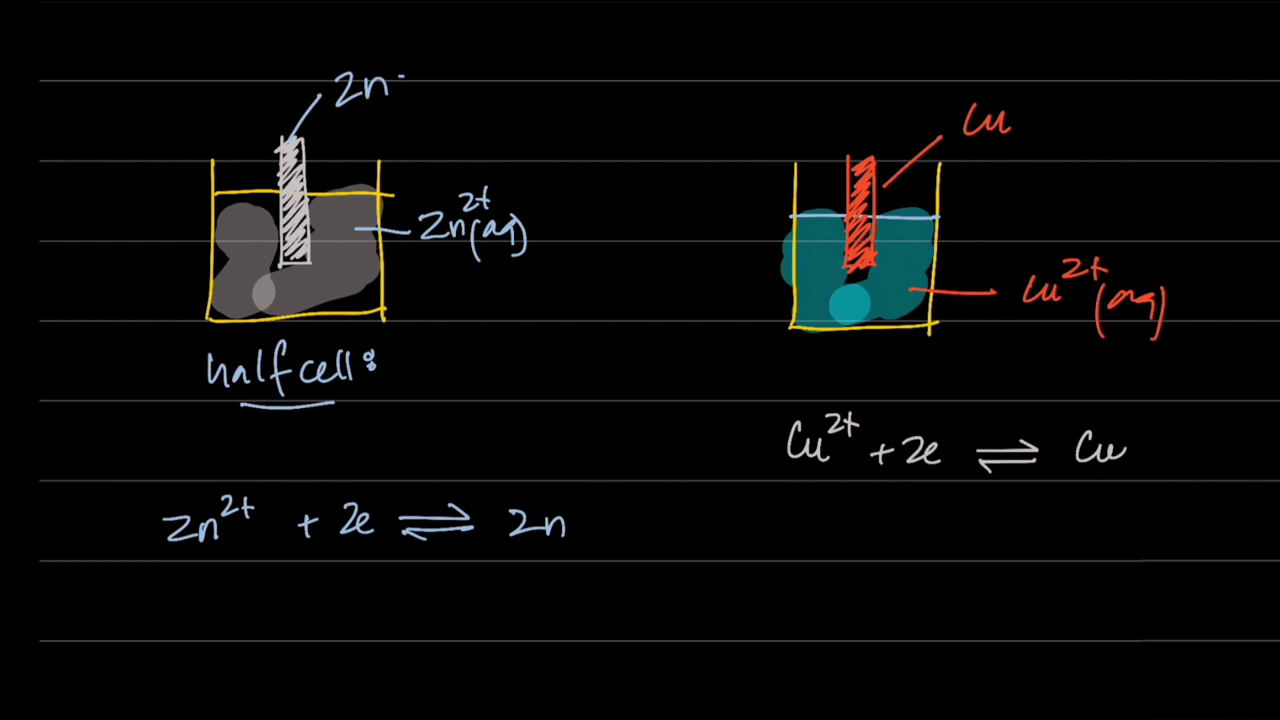 Zn
Cu
Zn²⁺(aq)
Cu²⁺(aq)
half cell:
Cu²⁺ + 2e ⇌ Cu
Zn²⁺ + 2e ⇌ Zn